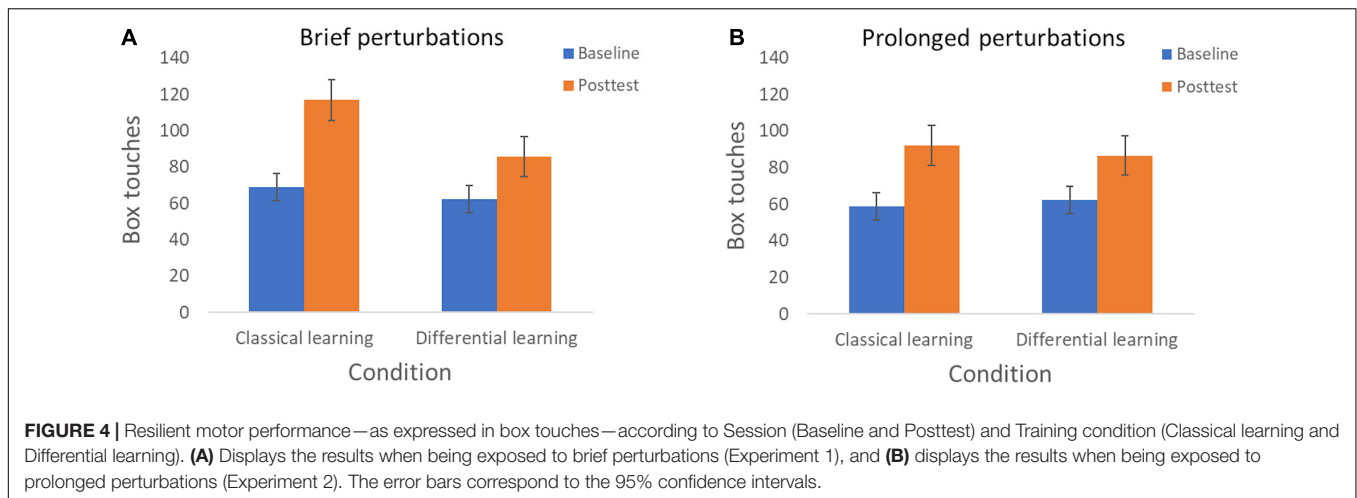 A
Brief perturbations
Baseline
Posttest
140
120
100
80
60
40
20
0
Box touches
Classical learning
Differential learning
Condition
B
Prolonged perturbations
Baseline
Posttest
140
120
100
80
60
40
20
0
Box touches
Classical learning
Differential learning
Condition
FIGURE 4 | Resilient motor performance—as expressed in box touches—according to Session (Baseline and Posttest) and Training condition (Classical learning and
Differential learning). (A) Displays the results when being exposed to brief perturbations (Experiment 1), and (B) displays the results when being exposed to
prolonged perturbations (Experiment 2). The error bars correspond to the 95% confidence intervals.